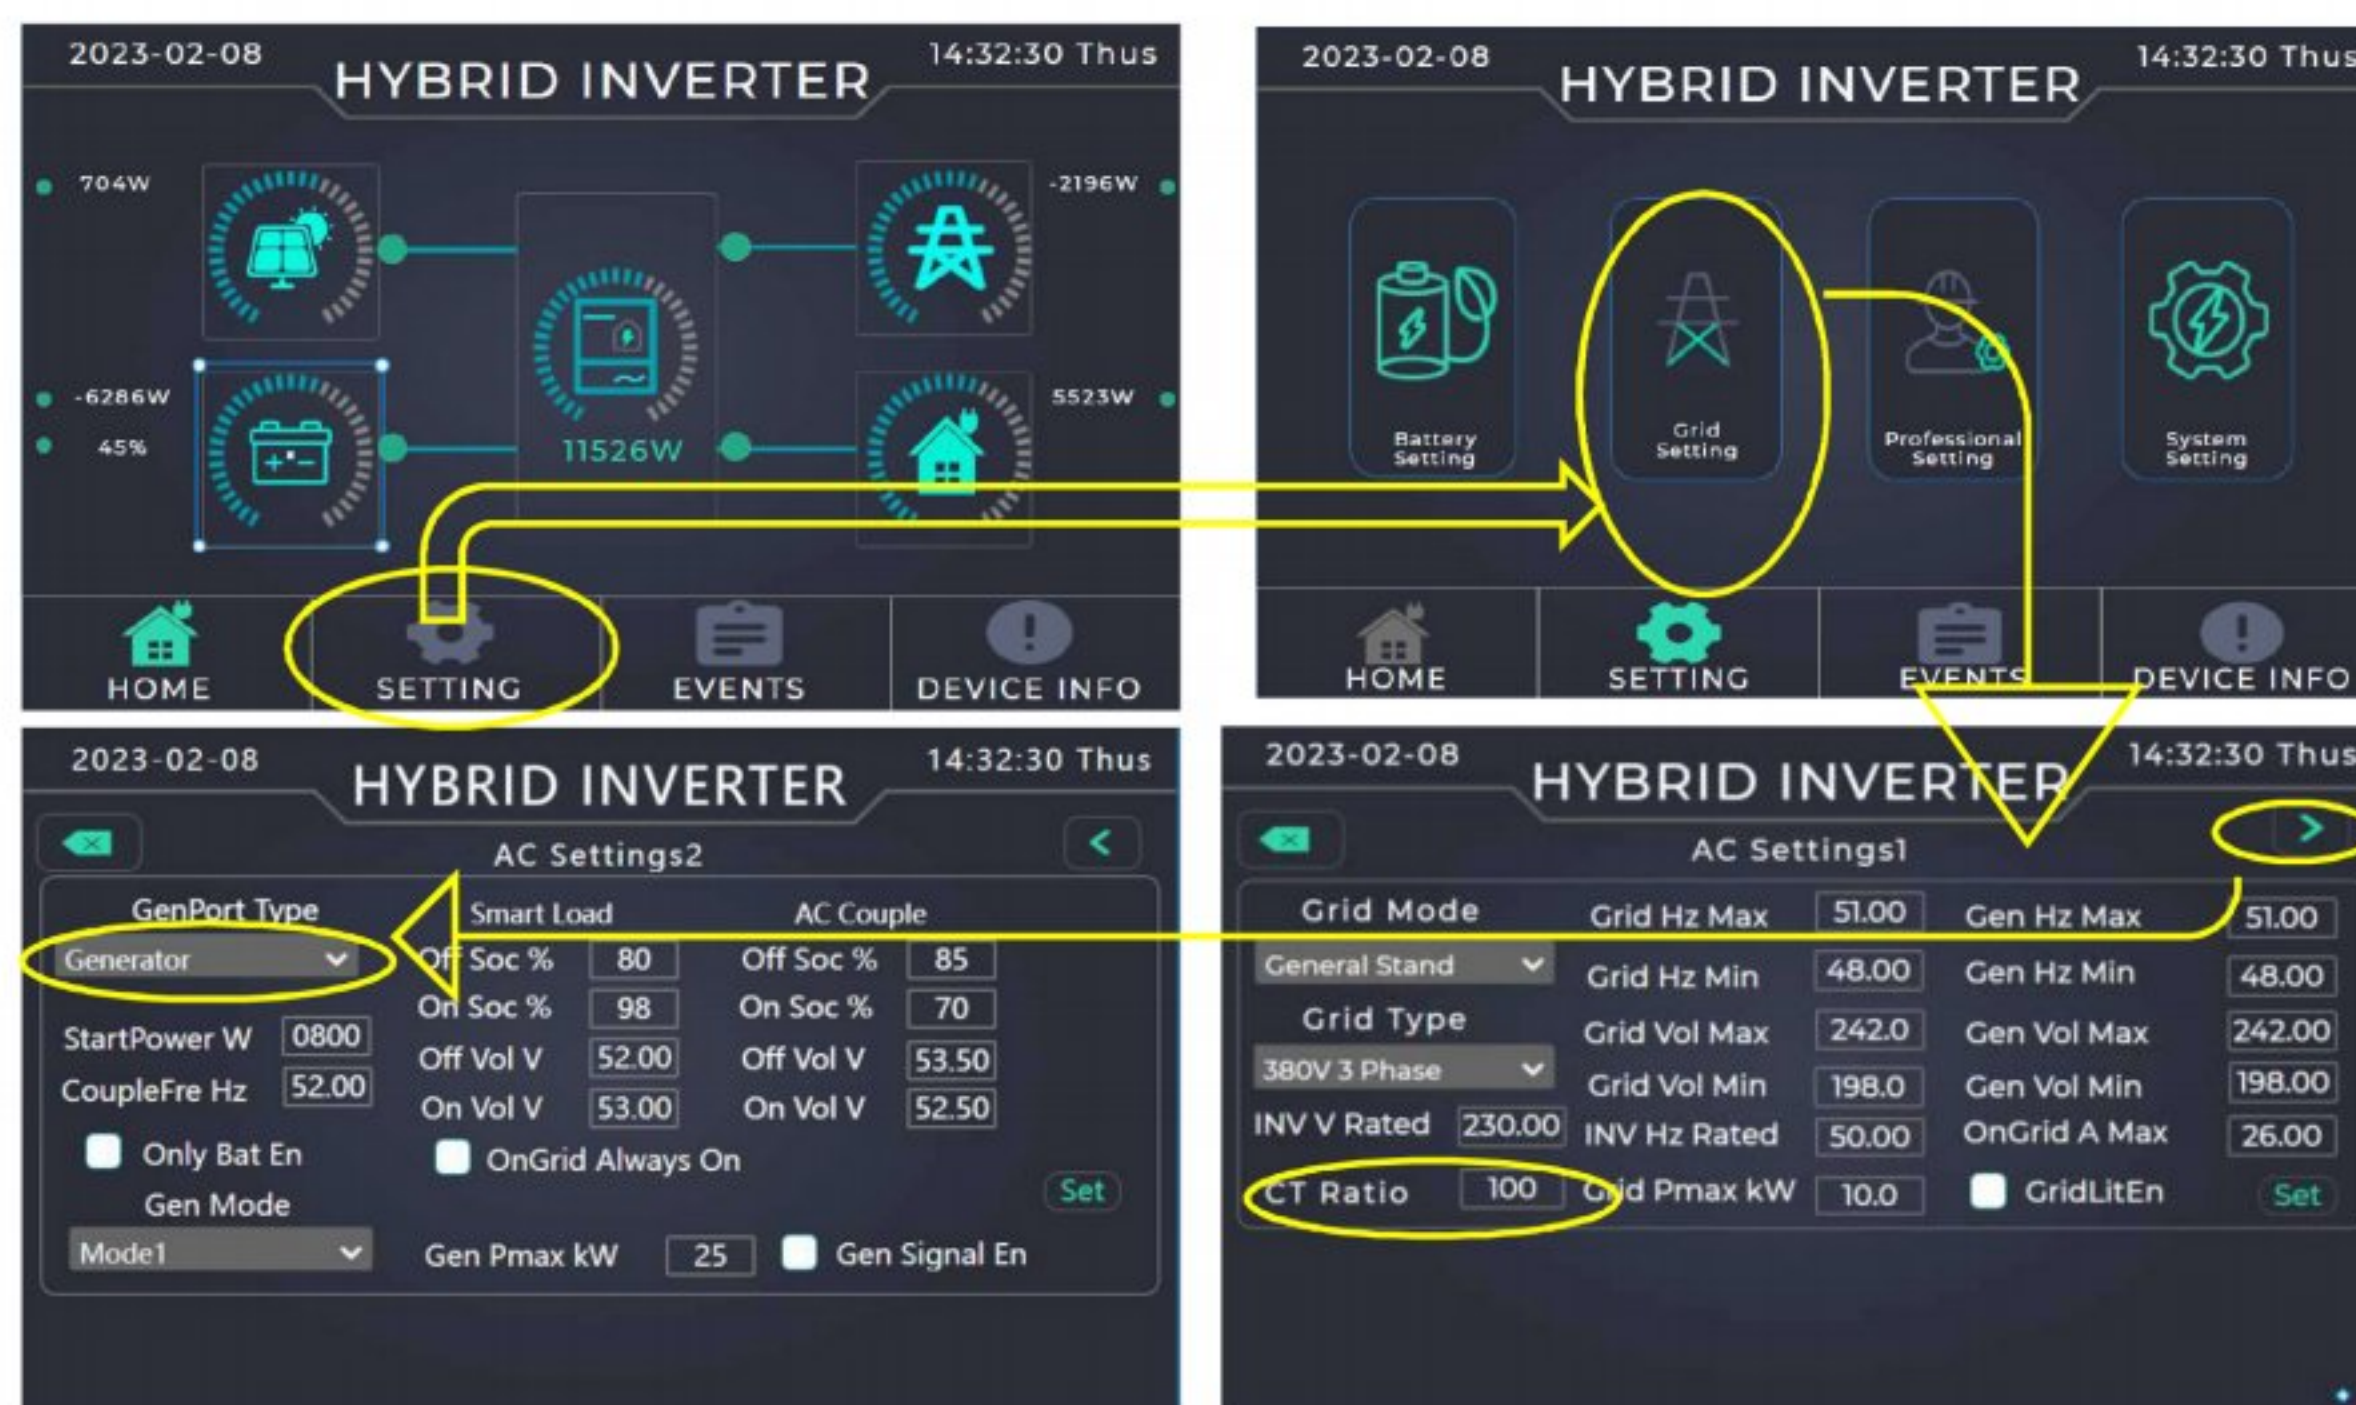 2023-02-08
HYBRID INVERTER
14:32:30 Thus
704W
-2196W
-6286W
45%
5523W
11526W
HOME
SETTING
EVENTS
DEVICE INFO
2023-02-08
HYBRID INVERTER
14:32:30 Thus
Battery
Setting
Grid
Setting
Professional
Setting
System
Setting
HOME
SETTING
EVENTS
DEVICE INFO
2023-02-08
HYBRID INVERTER
14:32:30 Thus
AC Settings2
GenPort Type Smart Load AC Couple
Generator Off Soc % 80 Off Soc % 85
On Soc % 98 On Soc % 70
StartPower W 0800 Off Vol V 52.00 Off Vol V 53.50
CoupleFre Hz 52.00 On Vol V 53.00 On Vol V 52.50
Only Bat En OnGrid Always On
Gen Mode Set
Mode1 Gen Pmax kW 25 Gen Signal En
2023-02-08
HYBRID INVERTER
14:32:30 Thus
AC Settings1
Grid Mode Grid Hz Max 51.00 Gen Hz Max 51.00
General Stand Grid Hz Min 48.00 Gen Hz Min 48.00
Grid Type Grid Vol Max 242.0 Gen Vol Max 242.00
380V 3 Phase Grid Vol Min 198.0 Gen Vol Min 198.00
INV V Rated 230.00 INV Hz Rated 50.00 OnGrid A Max 26.00
CT Ratio 100 Grid Pmax kW 10.0 GridLitEn Set